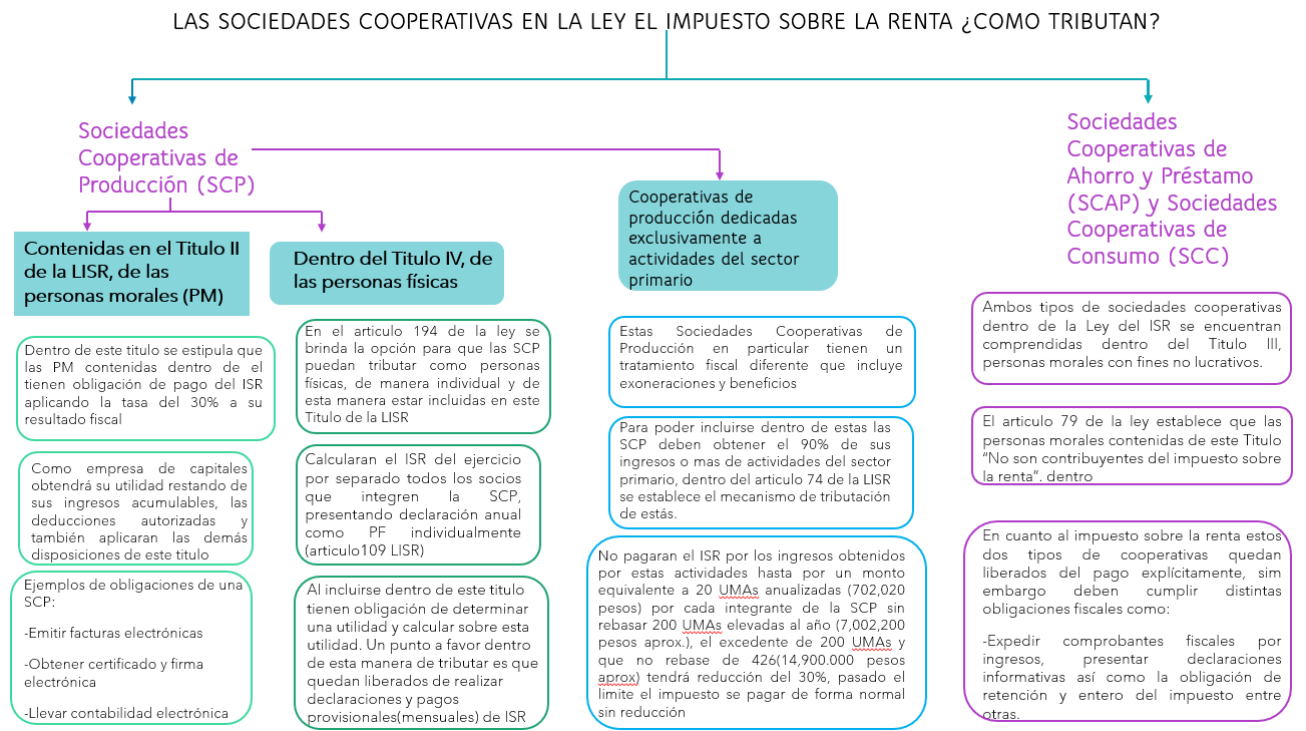 LAS SOCIEDADES COOPERATIVAS EN LA LEY EL IMPUESTO SOBRE LA RENTA ¿COMO TRIBUTAN?
Sociedades
Cooperativas de
Producción (SCP)
Contenidas en el Titulo II
de la LISR, de las
personas morales (PM)
Dentro de este titulo se estipula que
las PM contenidas dentro de el
tienen obligación de pago del ISR
aplicando la tasa del 30% a su
resultado fiscal
Como empresa de capitales
obtendrá su utilidad restando de
sus ingresos acumulables, las
deducciones autorizadas y
también aplicaran las demás
disposiciones de este titulo
Ejemplos de obligaciones de una
SCP:
-Emitir facturas electrónicas
-Obtener certificado y firma
electrónica
-Llevar contabilidad electrónica
Dentro del Titulo IV, de
las personas físicas
En el articulo 194 de la ley se
brinda la opción para que las SCP
puedan tributar como personas
físicas, de manera individual y de
esta manera estar incluidas en este
Titulo de la LISR
Calcularan el ISR del ejercicio
por separado todos los socios
que integren la SCP,
presentando declaración anual
como PF individualmente
(articulo109 LISR)
Al incluirse dentro de este titulo
tienen obligación de determinar
una utilidad y calcular sobre esta
utilidad. Un punto a favor dentro
de esta manera de tributar es que
quedan liberados de realizar
declaraciones y pagos
provisionales(mensuales) de ISR
Cooperativas de
producción dedicadas
exclusivamente a
actividades del sector
primario
Estas Sociedades Cooperativas de
Producción en particular tienen un
tratamiento fiscal diferente que incluye
exoneraciones y beneficios
Para poder incluirse dentro de estas las
SCP deben obtener el 90% de sus
ingresos o mas de actividades del sector
primario, dentro del articulo 74 de la LISR
se establece el mecanismo de tributación
de estás.
No pagaran el ISR por los ingresos obtenidos
por estas actividades hasta por un monto
equivalente a 20 UMAs anualizadas (702,020
pesos) por cada integrante de la SCP sin
rebasar 200 UMAs elevadas al año (7,002,200
pesos aprox.), el excedente de 200 UMAs y
que no rebase de 426(14,900.000 pesos
aprox) tendrá reducción del 30%, pasado el
limite el impuesto se pagar de forma normal
sin reducción
Sociedades
Cooperativas de
Ahorro y Préstamo
(SCAP) y Sociedades
Cooperativas de
Consumo (SCC)
Ambos tipos de sociedades cooperativas
dentro de la Ley del ISR se encuentran
comprendidas dentro del Titulo III,
personas morales con fines no lucrativos.
El articulo 79 de la ley establece que las
personas morales contenidas de este Titulo
“No son contribuyentes del impuesto sobre
la renta”. dentro
En cuanto al impuesto sobre la renta estos
dos tipos de cooperativas quedan
liberados del pago explícitamente, sim
embargo deben cumplir distintas
obligaciones fiscales como:
-Expedir comprobantes fiscales por
ingresos, presentar declaraciones
informativas así como la obligación de
retención y entero del impuesto entre
otras.